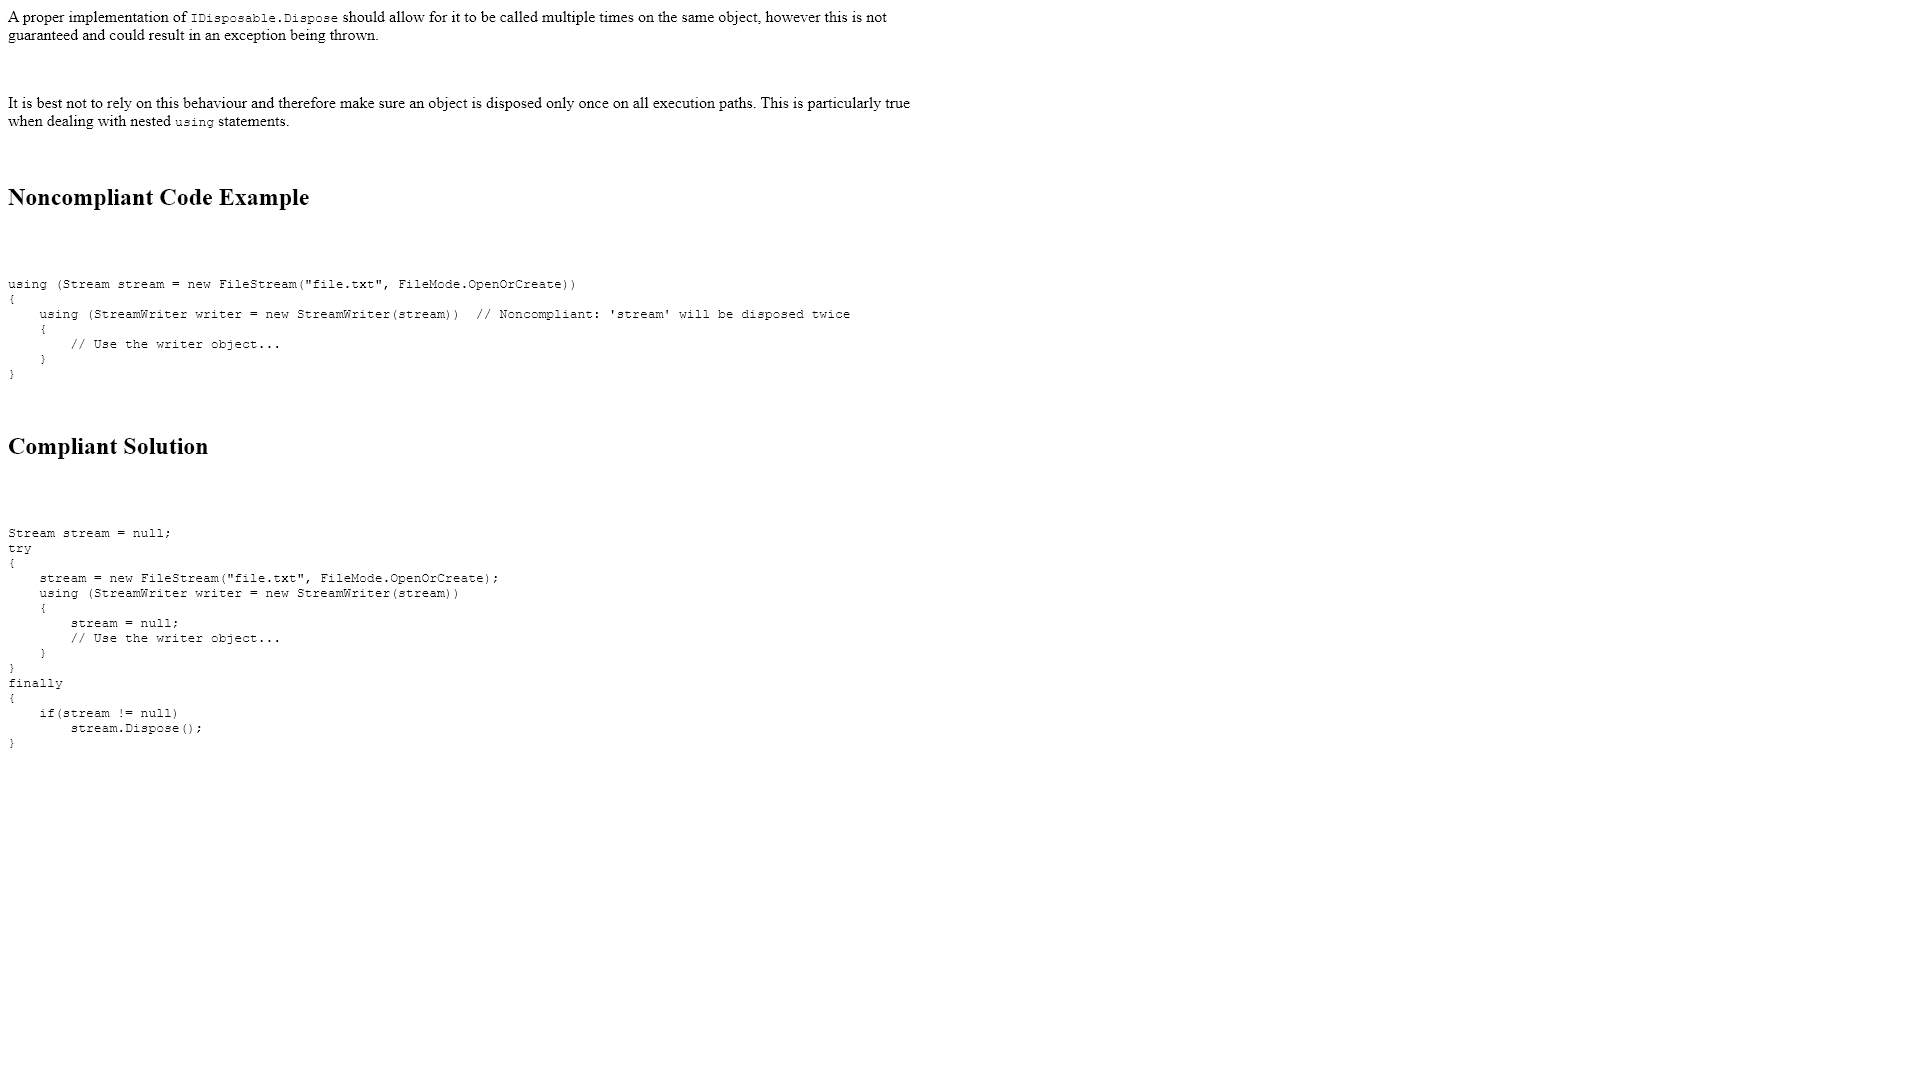 A proper implementation of IDisposable.Dispose should allow for it to be called multiple times on the same object, however this is not
guaranteed and could result in an exception being thrown.
It is best not to rely on this behaviour and therefore make sure an object is disposed only once on all execution paths. This is particularly true
when dealing with nested using statements.
Noncompliant Code Example
using (Stream stream = new FileStream("file.txt", FileMode.OpenOrCreate))
{
    using (StreamWriter writer = new StreamWriter(stream))  // Noncompliant: 'stream' will be disposed twice
    {
        // Use the writer object...
    }
}
Compliant Solution
Stream stream = null;
try
{
    stream = new FileStream("file.txt", FileMode.OpenOrCreate);
    using (StreamWriter writer = new StreamWriter(stream))
    {
        stream = null;
        // Use the writer object...
    }
}
finally
{
    if(stream != null)
        stream.Dispose();
}